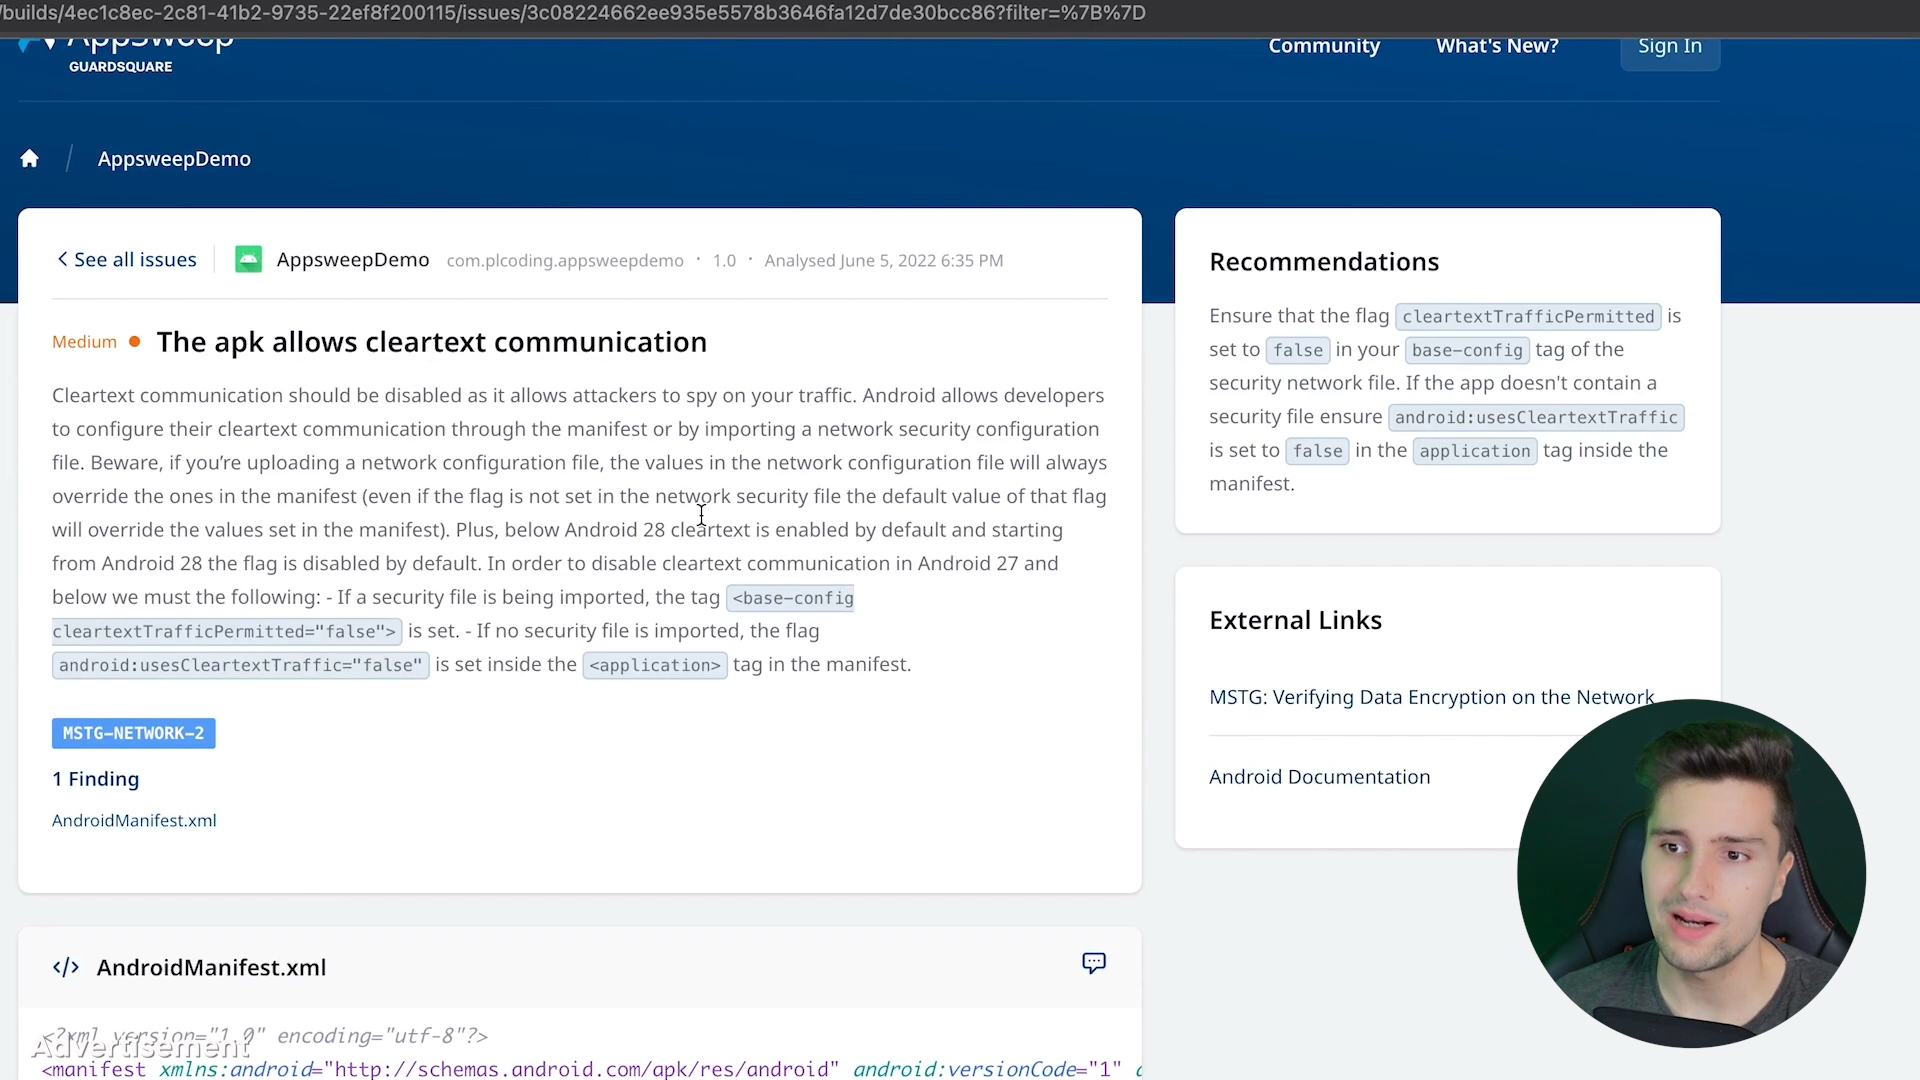 /builds/4ec1c8ec-2c81-41b2-9735-22ef8f200115/issues/3c08224662ee935e5578b3646fa12d7de30bcc86?filter=%7B%7D
AppSweep
GUARDSQUARE
Community
What's New?
Sign In
/ AppsweepDemo
See all issues
AppsweepDemo com.plcoding.appsweepdemo · 1.0 · Analysed June 5, 2022 6:35 PM
Medium The apk allows cleartext communication
Cleartext communication should be disabled as it allows attackers to spy on your traffic. Android allows developers
to configure their cleartext communication through the manifest or by importing a network security configuration
file. Beware, if you’re uploading a network configuration file, the values in the network configuration file will always
override the ones in the manifest (even if the flag is not set in the network security file the default value of that flag
will override the values set in the manifest). Plus, below Android 28 cleartext is enabled by default and starting
from Android 28 the flag is disabled by default. In order to disable cleartext communication in Android 27 and
below we must the following: - If a security file is being imported, the tag <base-config
cleartextTrafficPermitted="false"> is set. - If no security file is imported, the flag
android:usesCleartextTraffic="false" is set inside the <application> tag in the manifest.
MSTG-NETWORK-2
1 Finding
AndroidManifest.xml
Recommendations
Ensure that the flag cleartextTrafficPermitted is
set to false in your base-config tag of the
security network file. If the app doesn't contain a
security file ensure android:usesCleartextTraffic
is set to false in the application tag inside the
manifest.
External Links
MSTG: Verifying Data Encryption on the Network
Android Documentation
</> AndroidManifest.xml
<?xml version="1.0" encoding="utf-8"?>
Advertisement
<manifest xmlns:android="http://schemas.android.com/apk/res/android" android:versionCode="1"